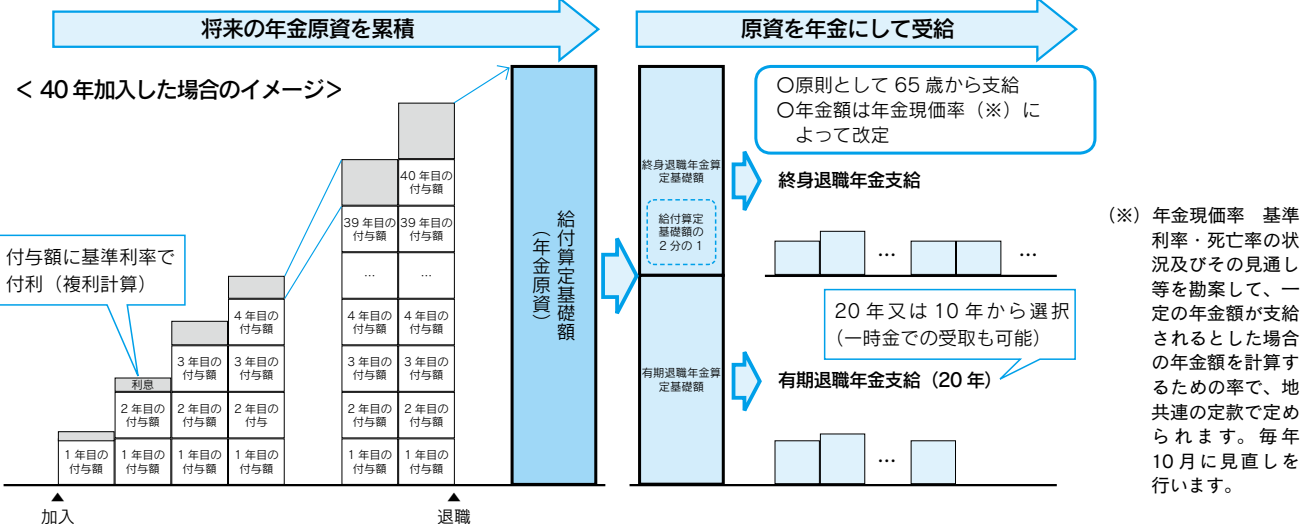 将来の年金原資を累積
原資を年金にして受給
< 40 年加入した場合のイメージ>
付与額に基準利率で
付利（複利計算）
1 年目の
付与額
利息
2 年目の
付与額
1 年目の
付与額
3 年目の
付与額
2 年目の
付与額
1 年目の
付与額
4 年目の
付与額
3 年目の
付与額
2 年目の
付与
1 年目の
付与額
39 年目の
付与額
…
4 年目の
付与額
3 年目の
付与額
2 年目の
付与額
1 年目の
付与額
40 年目の
付与額
39 年目の
付与額
…
4 年目の
付与額
3 年目の
付与額
2 年目の
付与額
1 年目の
付与額
▲
加入
▲
退職
給付算定基礎額
（年金原資）
終身退職年金算
定基礎額
給付算定
基礎額の
2 分の 1
有期退職年金算
定基礎額
〇原則として 65 歳から支給
〇年金額は年金現価率（※）に
よって改定
終身退職年金支給
… …
20 年又は 10 年から選択
（一時金での受取も可能）
有期退職年金支給（20 年）
…
（※）年金現価率　基準
利率・死亡率の状
況及びその見通し
等を勘案して、一
定の年金額が支給
されるとした場合
の年金額を計算す
るための率で、地
共連の定款で定め
られます。毎年
10 月に見直しを
行います。